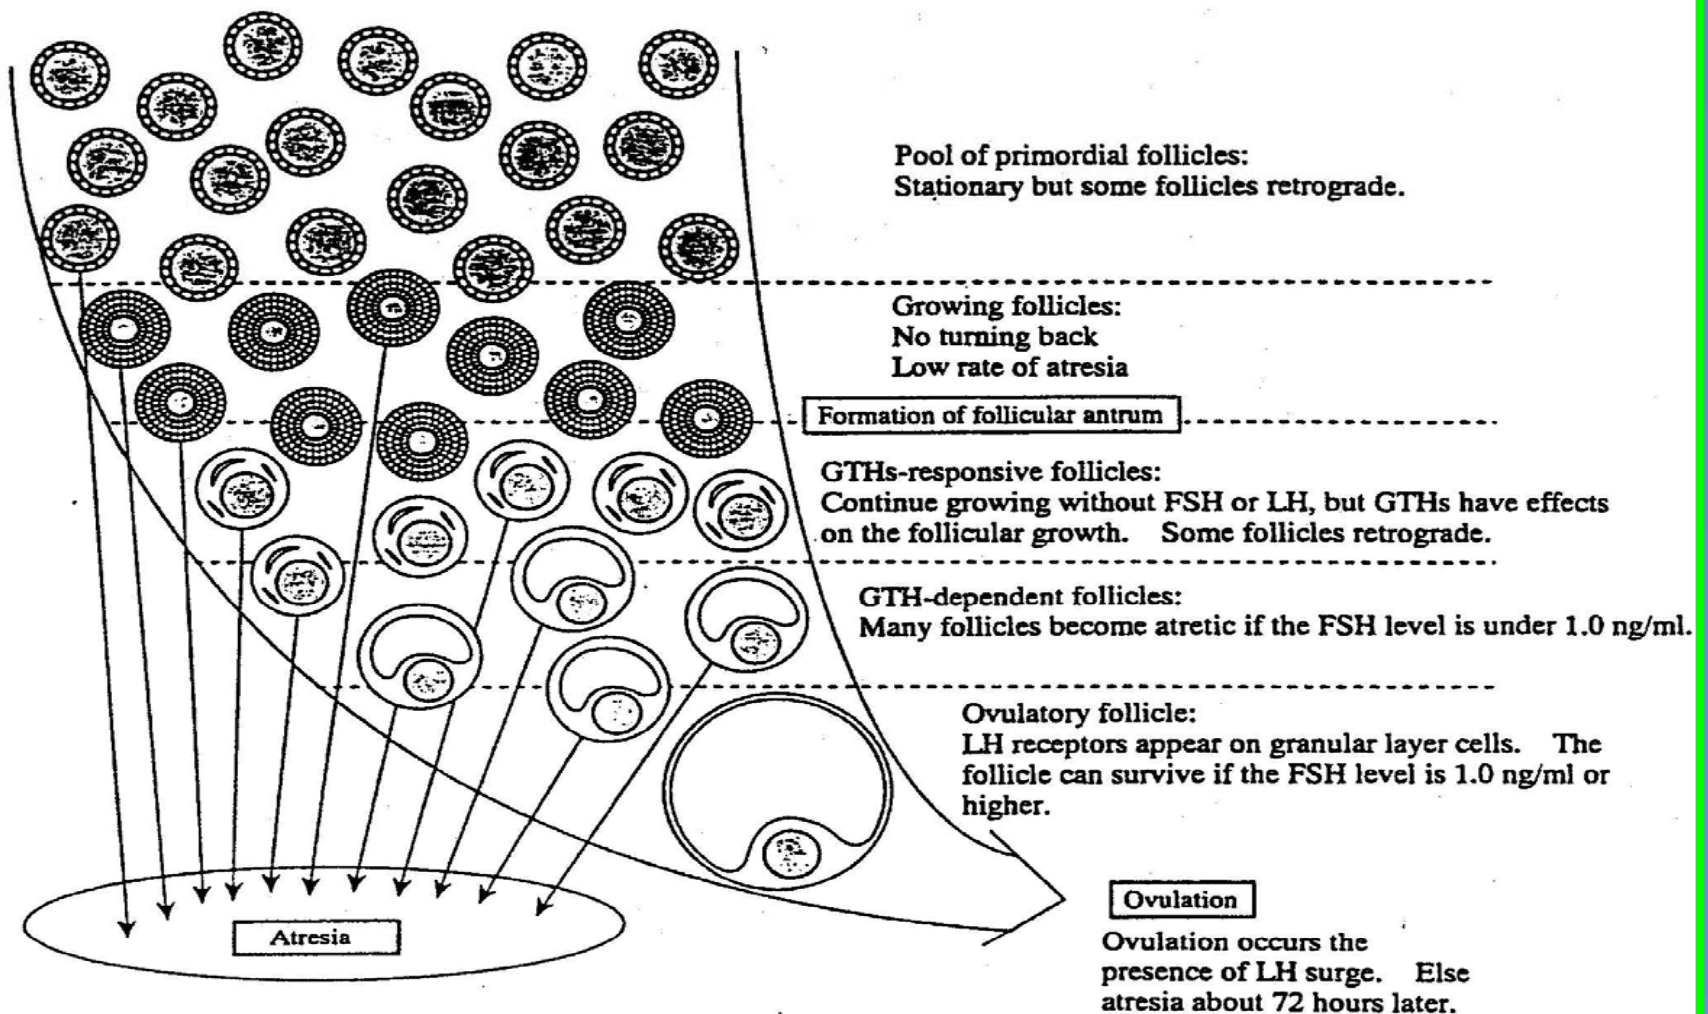 Pool of primordial follicles:
Stationary but some follicles retrograde.
Growing follicles:
No turning back
Low rate of atresia
Formation of follicular antrum
GTHs-responsive follicles:
Continue growing without FSH or LH, but GTHs have effects
on the follicular growth. Some follicles retrograde.
GTH-dependent follicles:
Many follicles become atretic if the FSH level is under 1.0 ng/ml.
Ovulatory follicle:
LH receptors appear on granular layer cells. The
follicle can survive if the FSH level is 1.0 ng/ml or
higher.
Ovulation
Atresia
Ovulation occurs the
presence of LH surge. Else
atresia about 72 hours later.